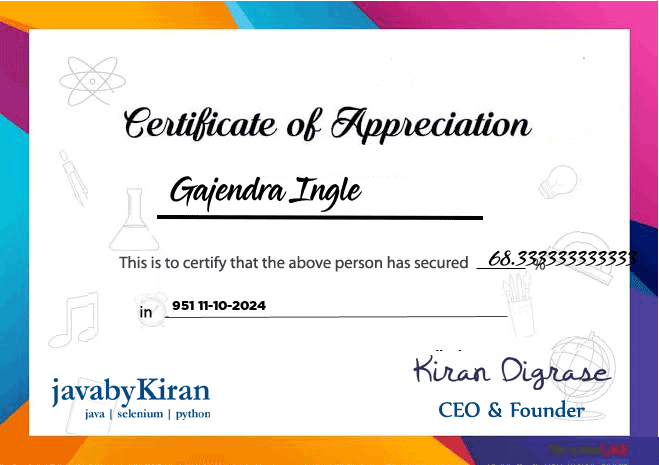 Certificate of Appreciation
Gajendra Ingle
This is to certify that the above person has secured 68.333333333333 %
in 951 11-10-2024
Kiran Digrase
javabyKiran
CEO & Founder
java | selenium | python